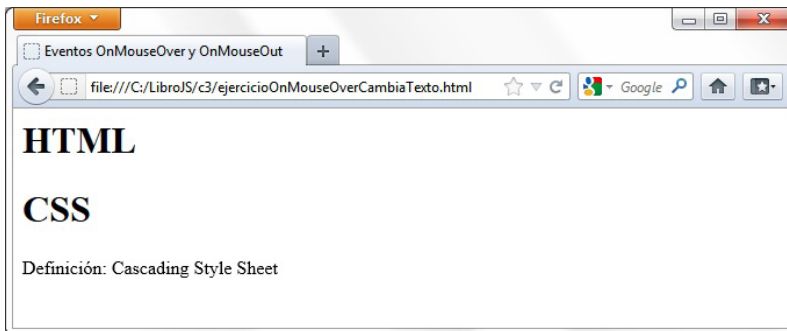 Firefox
Eventos OnMouseOver y OnMouseOut
file:///C:/LibroJS/c3/ejercicioOnMouseOverCambiaTexto.html
Google
HTML
CSS
Definición: Cascading Style Sheet